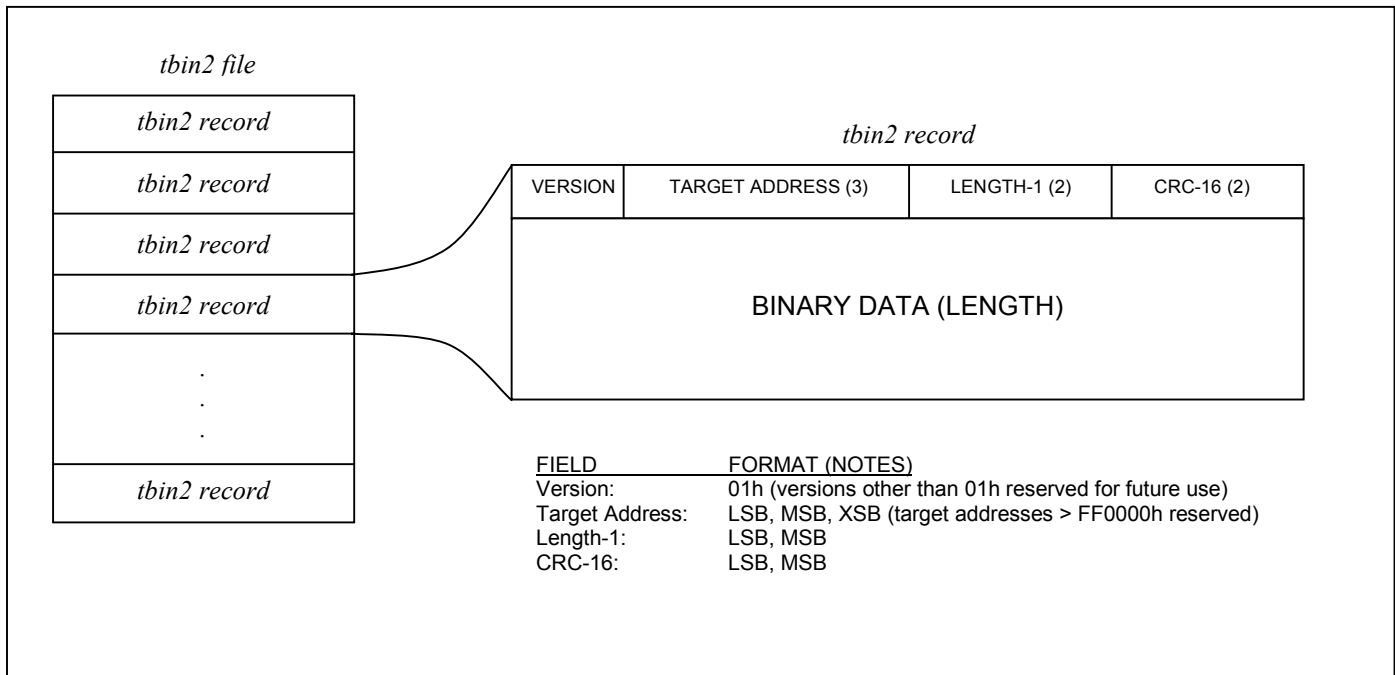 tbin2 file
tbin2 record
tbin2 record
tbin2 record
tbin2 record
.
.
.
tbin2 record
tbin2 record
VERSION TARGET ADDRESS (3) LENGTH-1 (2) CRC-16 (2)
BINARY DATA (LENGTH)
FIELD FORMAT (NOTES)
Version: 01h (versions other than 01h reserved for future use)
Target Address: LSB, MSB, XSB (target addresses > FF0000h reserved)
Length-1: LSB, MSB
CRC-16: LSB, MSB